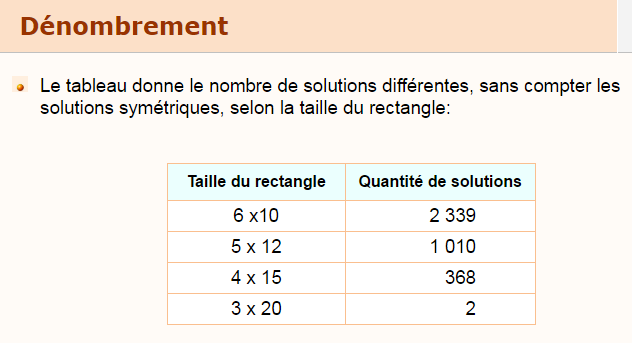 Dénombrement
Le tableau donne le nombre de solutions différentes, sans compter les
solutions symétriques, selon la taille du rectangle:
Taille du rectangle Quantité de solutions
6 x10 2 339
5 x 12 1 010
4 x 15 368
3 x 20 2